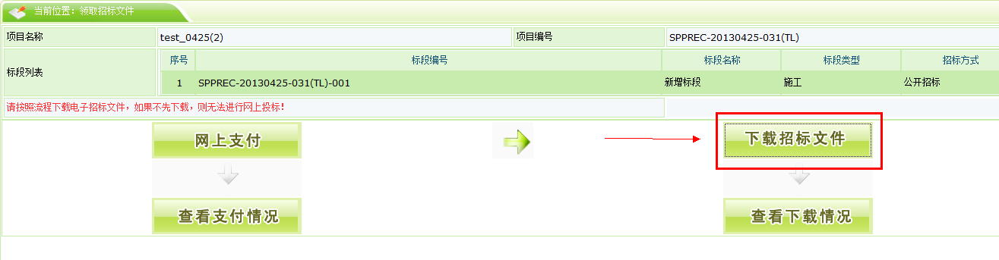 当前位置：领取招标文件
项目名称 test_0425(2) 项目编号 SPPREC-20130425-031(TL)
标段列表
序号 标段编号 标段名称 标段类型 招标方式
1 SPPREC-20130425-031(TL)-001 新增标段 施工 公开招标
请按照流程下载电子招标文件，如果不先下载，则无法进行网上投标！
网上支付 下载招标文件
查看支付情况 查看下载情况